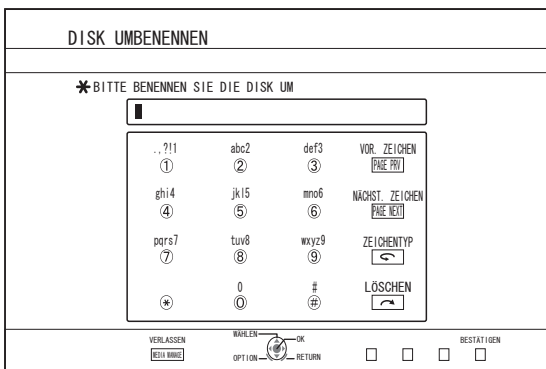 DISK UMBENENNEN
*BITTE BENENNEN SIE DIE DISK UM
.,?!1 abc2 def3 VOR. ZEICHEN
① ② ③ PAGE PRV
ghi4 jkl5 mno6 NÄCHST. ZEICHEN
④ ⑤ ⑥ PAGE NEXT
pqrs7 tuv8 wxyz9 ZEICHENTYP
⑦ ⑧ ⑨
0 # LÖSCHEN
* 0 #
VERLASSEN WÄHLEN OK BESTÄTIGEN
MEDIA MANAGE OPTION RETURN